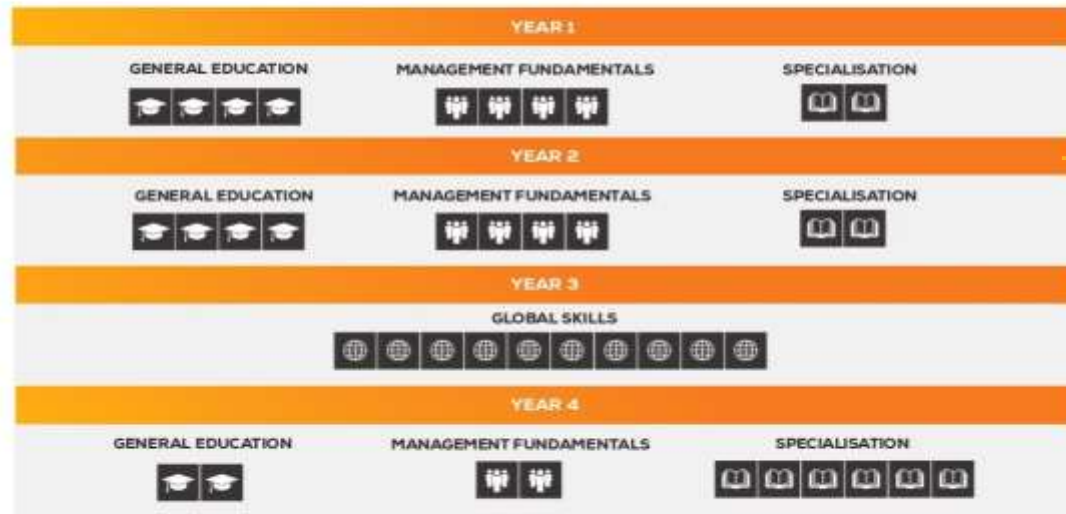 YEAR 1
GENERAL EDUCATION MANAGEMENT FUNDAMENTALS SPECIALISATION
YEAR 2
GENERAL EDUCATION MANAGEMENT FUNDAMENTALS SPECIALISATION
YEAR 3
GLOBAL SKILLS
YEAR 4
GENERAL EDUCATION MANAGEMENT FUNDAMENTALS SPECIALISATION